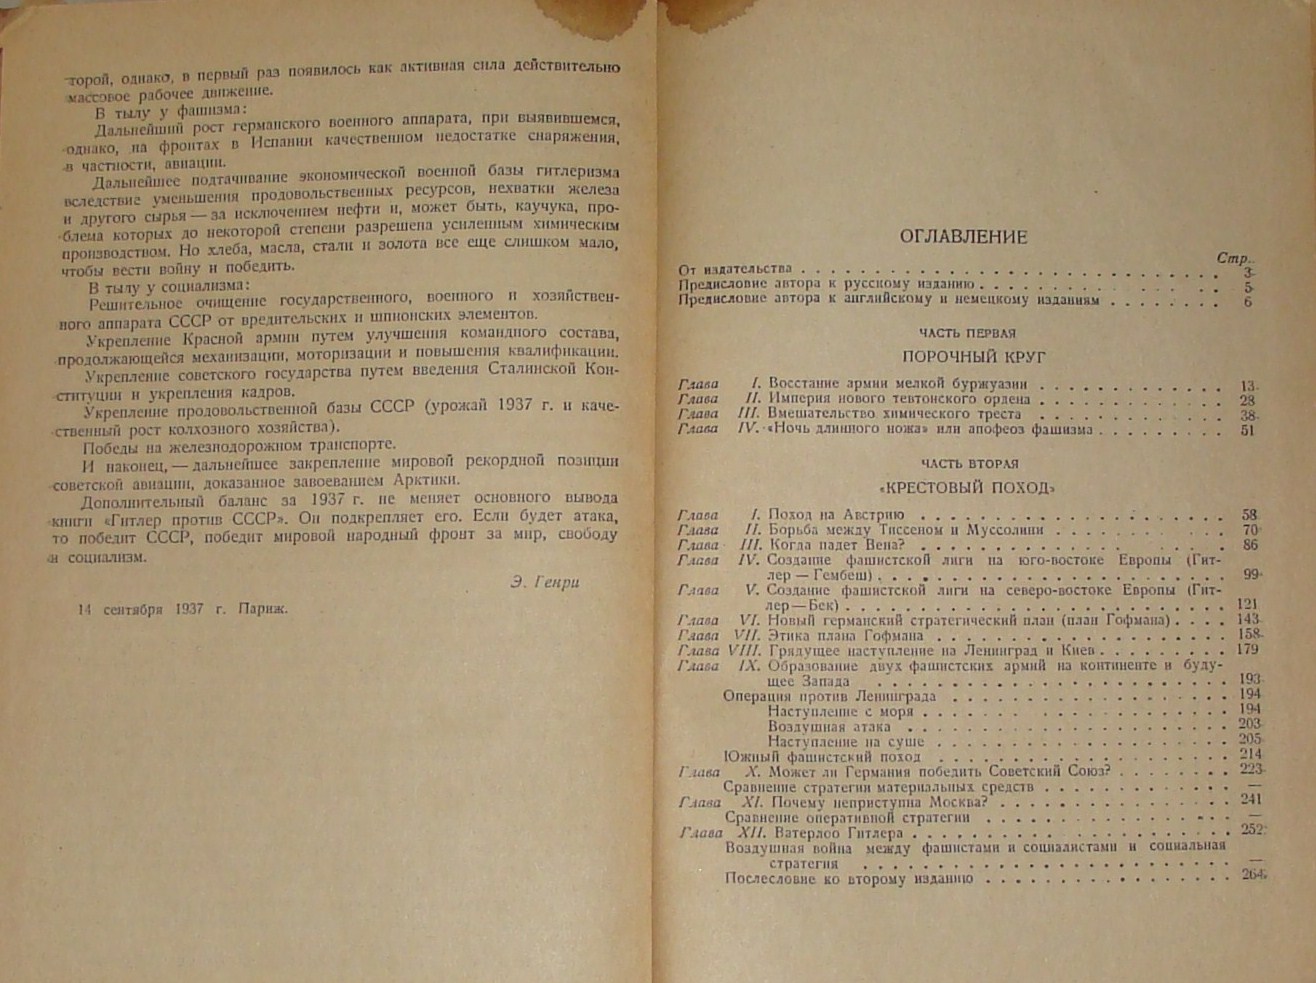 торой, однако, в первый раз появилось как активная сила действительно
массовое рабочее движение.
В тылу у фашизма:
Дальнейший рост германского военного аппарата, при выявившемся,
однако, на фронтах в Испании качественном недостатке снаряжения,
в частности, авиации.
Дальнейшее подтачивание экономической военной базы гитлеризма
вследствие уменьшения продовольственных ресурсов, нехватки железа
и другого сырья — за исключением нефти и, может быть, каучука, про-
блема которых до некоторой степени разрешена усиленным химическим
производством. Но хлеба, масла, стали и золота все еще слишком мало,
чтобы вести войну и победить.
В тылу у социализма:
Решительное очищение государственного, военного и хозяйствен-
ного аппарата СССР от вредительских и шпионских элементов.
Укрепление Красной армии путем улучшения командного состава,
продолжающейся механизации, моторизации и повышения квалификации.
Укрепление советского государства путем введения Сталинской Кон-
ституции и укрепления кадров.
Укрепление продовольственной базы СССР (урожай 1937 г. и каче-
ственный рост колхозного хозяйства).
Победы на железнодорожном транспорте.
И наконец, — дальнейшее закрепление мировой рекордной позиции
советской авиации, доказанное завоеванием Арктики.
Дополнительный баланс за 1937 г. не меняет основного вывода
книги «Гитлер против СССР». Он подкрепляет его. Если будет атака,
то победит СССР, победит мировой народный фронт за мир, свободу
и социализм.
Э. Генри
14 сентября 1937 г. Париж.
ОГЛАВЛЕНИЕ
Стр.
От издательства . . . . . . . . . . 3
Предисловие автора к русскому изданию . . . . . . . . . . 5
Предисловие автора к английскому и немецкому изданиям . . . . . . . . 6
ЧАСТЬ ПЕРВАЯ
ПОРОЧНЫЙ КРУГ
Глава I. Восстание армии мелкой буржуазии . . . . . . . . . . 13
Глава II. Империя нового тевтонского ордена . . . . . . . . . . 28
Глава III. Вмешательство химического треста . . . . . . . . . . 38
Глава IV. «Ночь длинного ножа» или апофеоз фашизма . . . . . . . . . 51
ЧАСТЬ ВТОРАЯ
«КРЕСТОВЫЙ ПОХОД»
Глава I. Поход на Австрию . . . . . . . . . . 58
Глава II. Борьба между Тиссеном и Муссолини . . . . . . . . . . 70
Глава III. Когда падет Вена? . . . . . . . . . . 86
Глава IV. Создание фашистской лиги на юго-востоке Европы (Гит-
лер — Гембеш) . . . . . . . . . . 99
Глава V. Создание фашистской лиги на северо-востоке Европы (Гит-
лер — Бек) . . . . . . . . . . 121
Глава VI. Новый германский стратегический план (план Гофмана) . . . . 143
Глава VII. Этика плана Гофмана . . . . . . . . . . 158
Глава VIII. Грядущее наступление на Ленинград и Киев . . . . . . . . . 179
Глава IX. Образование двух фашистских армий на континенте и буду-
щее Запада . . . . . . . . . . 193
Операция против Ленинграда . . . . . . . . . . 194
Наступление с моря . . . . . . . . . . 194
Воздушная атака . . . . . . . . . . 203
Наступление на суше . . . . . . . . . . 205
Южный фашистский поход . . . . . . . . . . 214
Глава X. Может ли Германия победить Советский Союз? . . . . . . . . 223
Сравнение стратегии материальных средств . . . . . . . . . . —
Глава XI. Почему неприступна Москва? . . . . . . . . . . 241
Сравнение оперативной стратегии . . . . . . . . . . —
Глава XII. Ватерлоо Гитлера . . . . . . . . . . 252
Воздушная война между фашистами и социалистами и социальная
стратегия . . . . . . . . . . —
Послесловие ко второму изданию . . . . . . . . . . 264